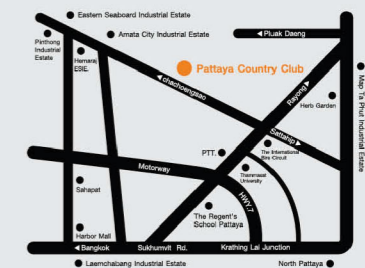 Eastern Seaboard Industrial Estate
Pinthong
Industrial
Estate
Amata City Industrial Estate
◄ Pluak Daeng
Hemaraj
ESIE.
Pattaya Country Club
◄ chachoengsao
Rayong ►
Herb Garden
Map Ta Phut Industrial Estate
Sattahip ►
PTT.
The International
Bira Circuit
Thammasat
University
Motorway
Sahapat
HWY.7
The Regent's
School Pattaya
Harbor Mall
◄ Bangkok
Sukhumvit Rd.
Krathing Lai Junction
Laemchabang Industrial Estate
North Pattaya